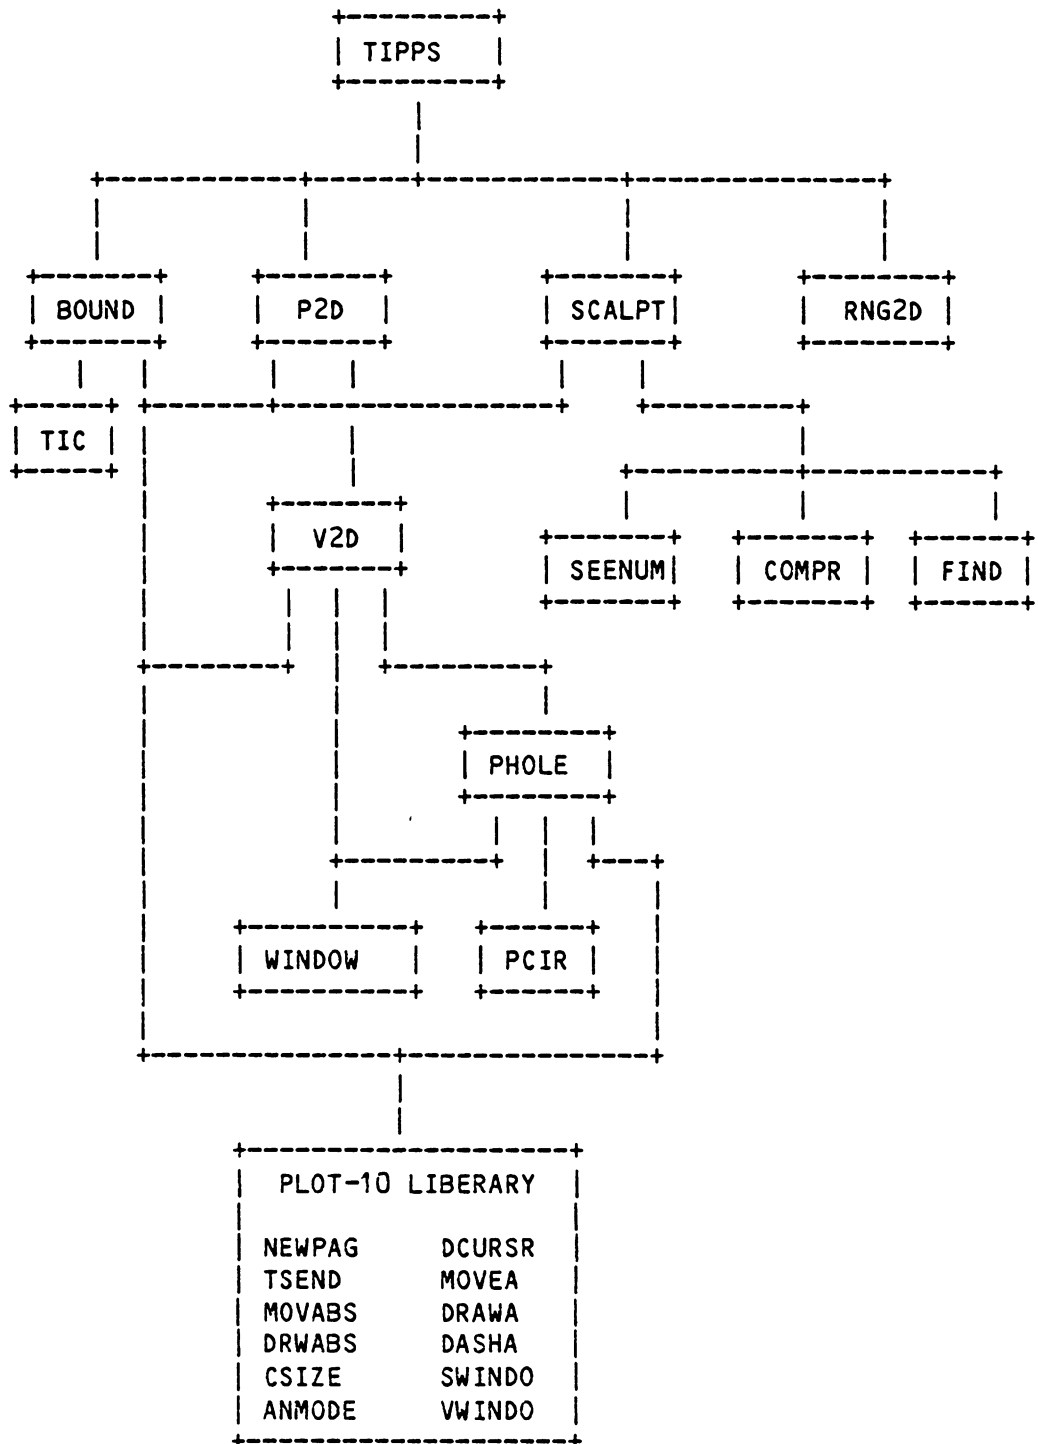 TIPPS
BOUND P2D SCALPT RNG2D
TIC
V2D
SEENUM COMPR FIND
PHOLE
WINDOW PCIR
PLOT-10 LIBERARY
NEWPAG DCURSR
TSEND MOVEA
MOVABS DRAWA
DRWABS DASHA
CSIZE SWINDO
ANMODE VWINDO